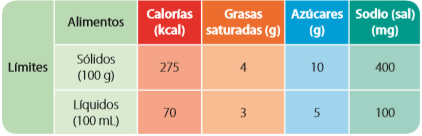 Alimentos Calorías (kcal) Grasas saturadas (g) Azúcares (g) Sodio (sal) (mg)
Límites
Sólidos (100 g) 275 4 10 400
Líquidos (100 ml.) 70 3 5 100